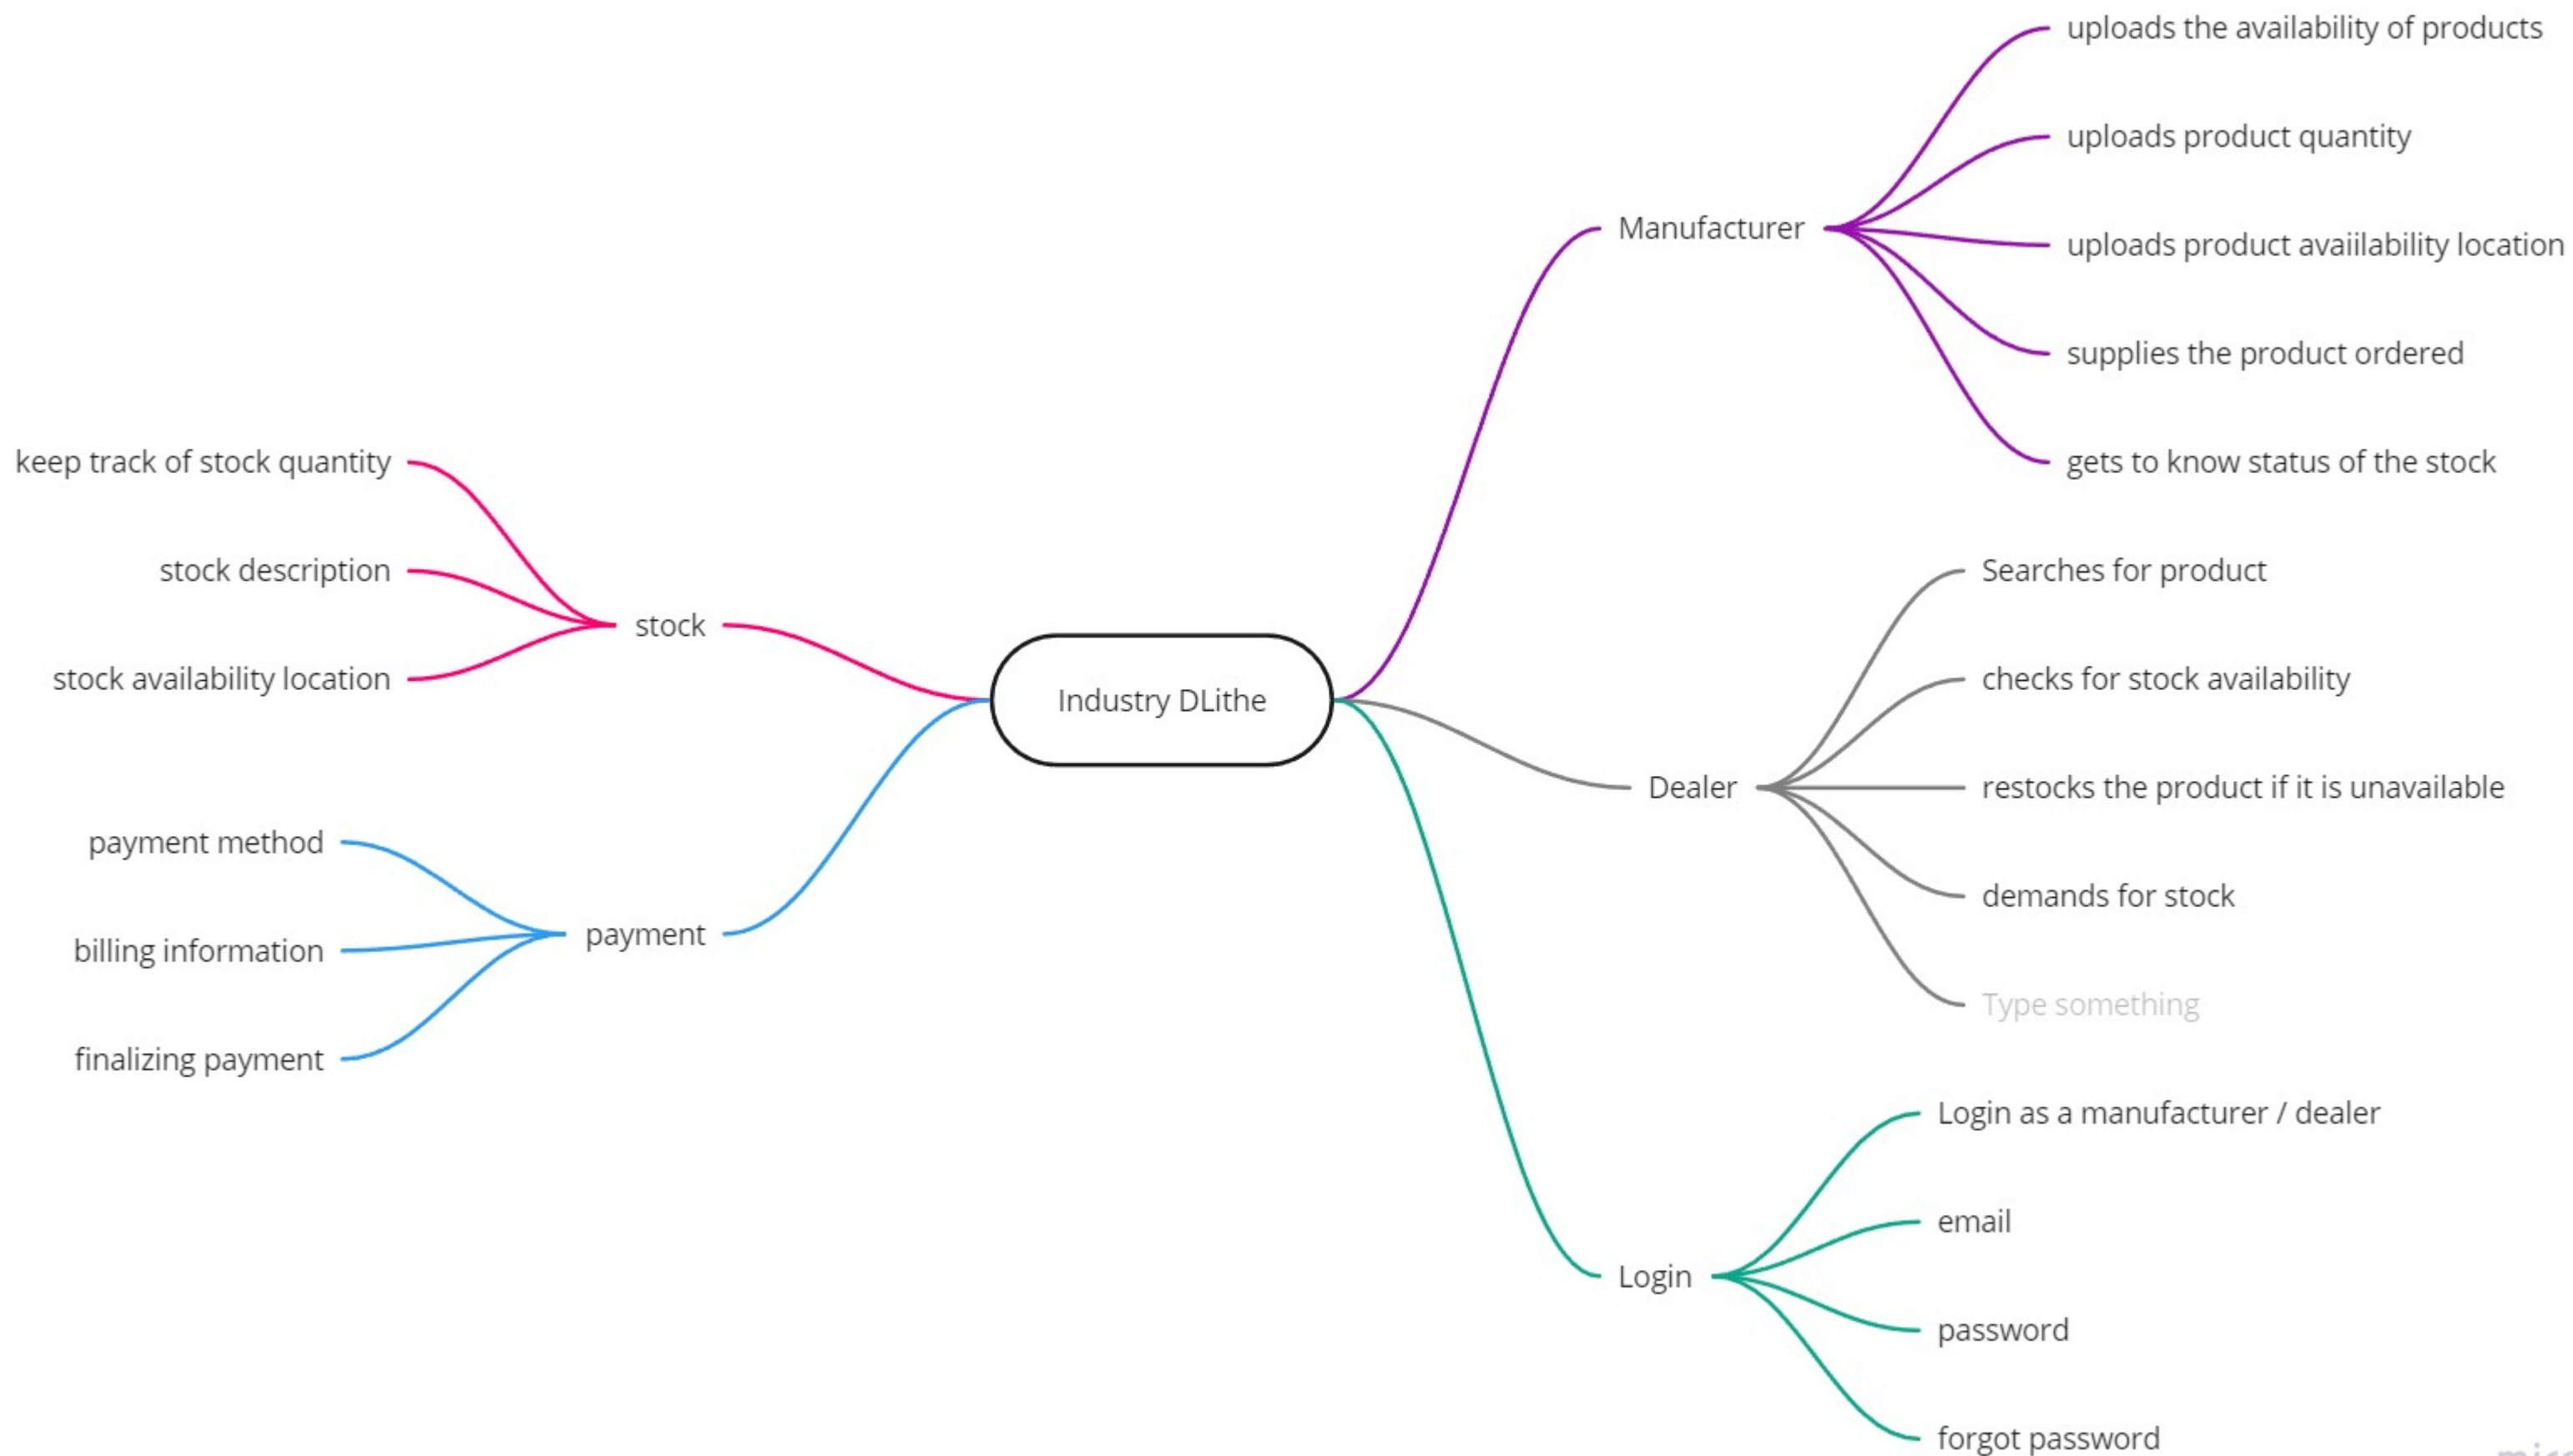 uploads the availability of products
uploads product quantity
Manufacturer
uploads product avaiilability location
supplies the product ordered
gets to know status of the stock
keep track of stock quantity
stock description
stock
stock availability location
Industry DLithe
payment method
billing information
payment
finalizing payment
Searches for product
checks for stock availability
Dealer
restocks the product if it is unavailable
demands for stock
Type something
Login as a manufacturer / dealer
email
Login
password
forgot password